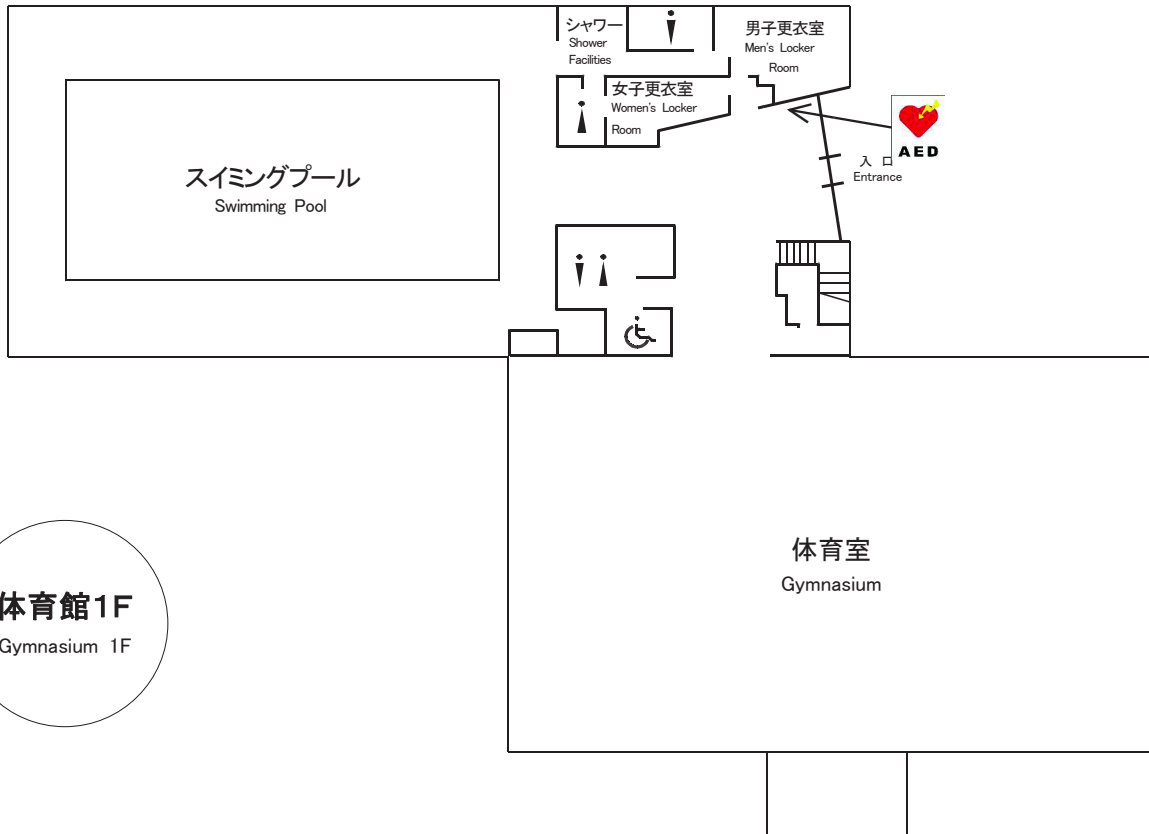 シャワー
Shower
Facilities
男子更衣室
Men's Locker
Room
女子更衣室
Women's Locker
Room
AED
入 口
Entrance
スイミングプール
Swimming Pool
体育室
Gymnasium
体育館1F
Gymnasium 1F